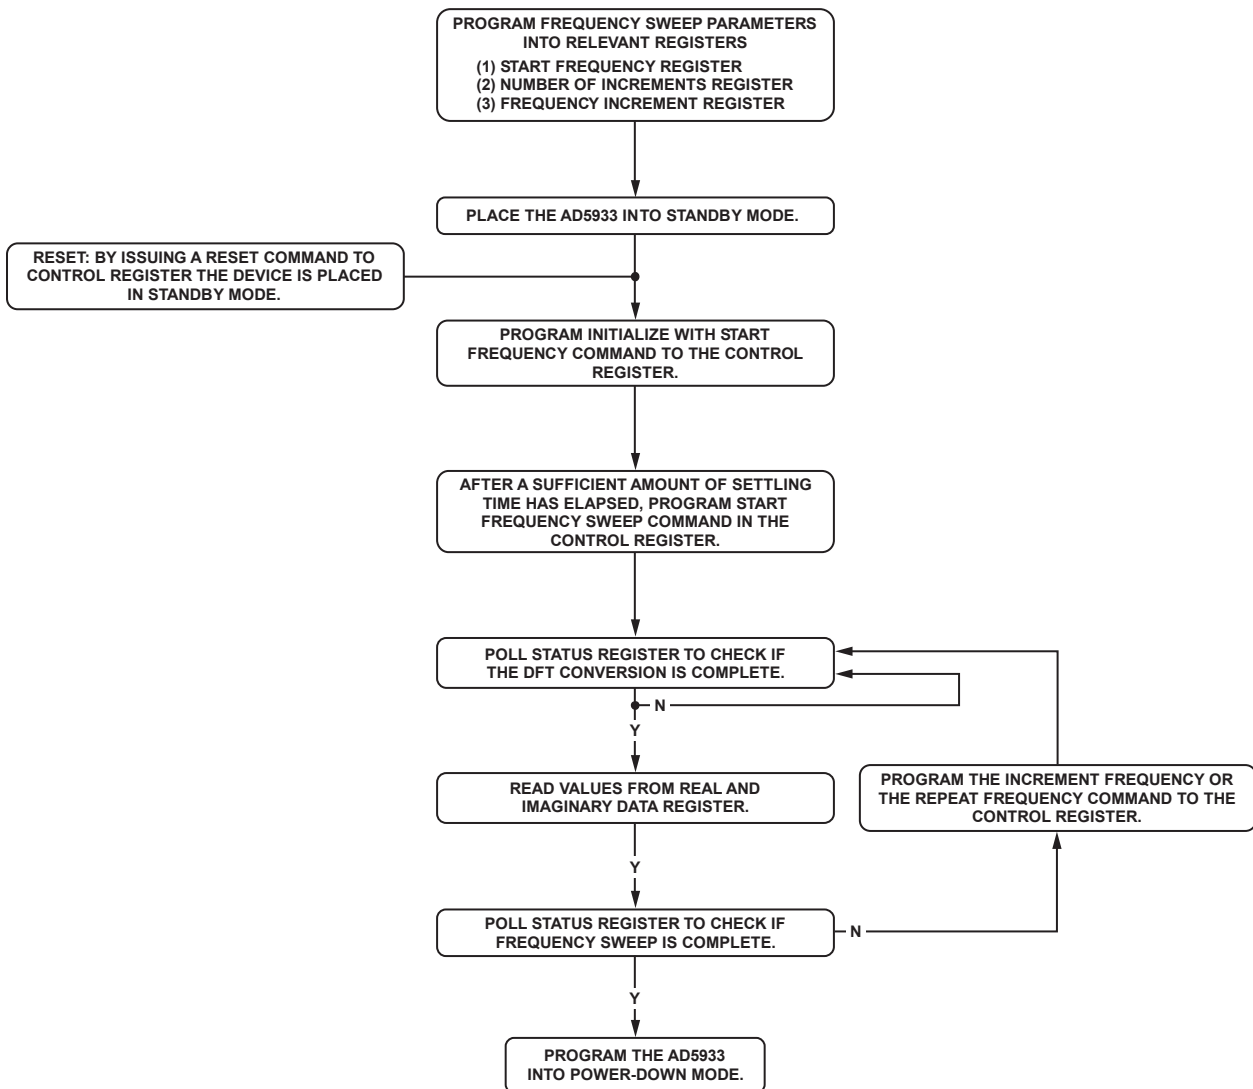 PROGRAM FREQUENCY SWEEP PARAMETERS
INTO RELEVANT REGISTERS
(1) START FREQUENCY REGISTER
(2) NUMBER OF INCREMENTS REGISTER
(3) FREQUENCY INCREMENT REGISTER
PLACE THE AD5933 INTO STANDBY MODE.
RESET: BY ISSUING A RESET COMMAND TO
CONTROL REGISTER THE DEVICE IS PLACED
IN STANDBY MODE.
PROGRAM INITIALIZE WITH START
FREQUENCY COMMAND TO THE CONTROL
REGISTER.
AFTER A SUFFICIENT AMOUNT OF SETTLING
TIME HAS ELAPSED, PROGRAM START
FREQUENCY SWEEP COMMAND IN THE
CONTROL REGISTER.
POLL STATUS REGISTER TO CHECK IF
THE DFT CONVERSION IS COMPLETE.
N
Y
READ VALUES FROM REAL AND
IMAGINARY DATA REGISTER.
PROGRAM THE INCREMENT FREQUENCY OR
THE REPEAT FREQUENCY COMMAND TO THE
CONTROL REGISTER.
Y
POLL STATUS REGISTER TO CHECK IF
FREQUENCY SWEEP IS COMPLETE.
N
Y
PROGRAM THE AD5933
INTO POWER-DOWN MODE.